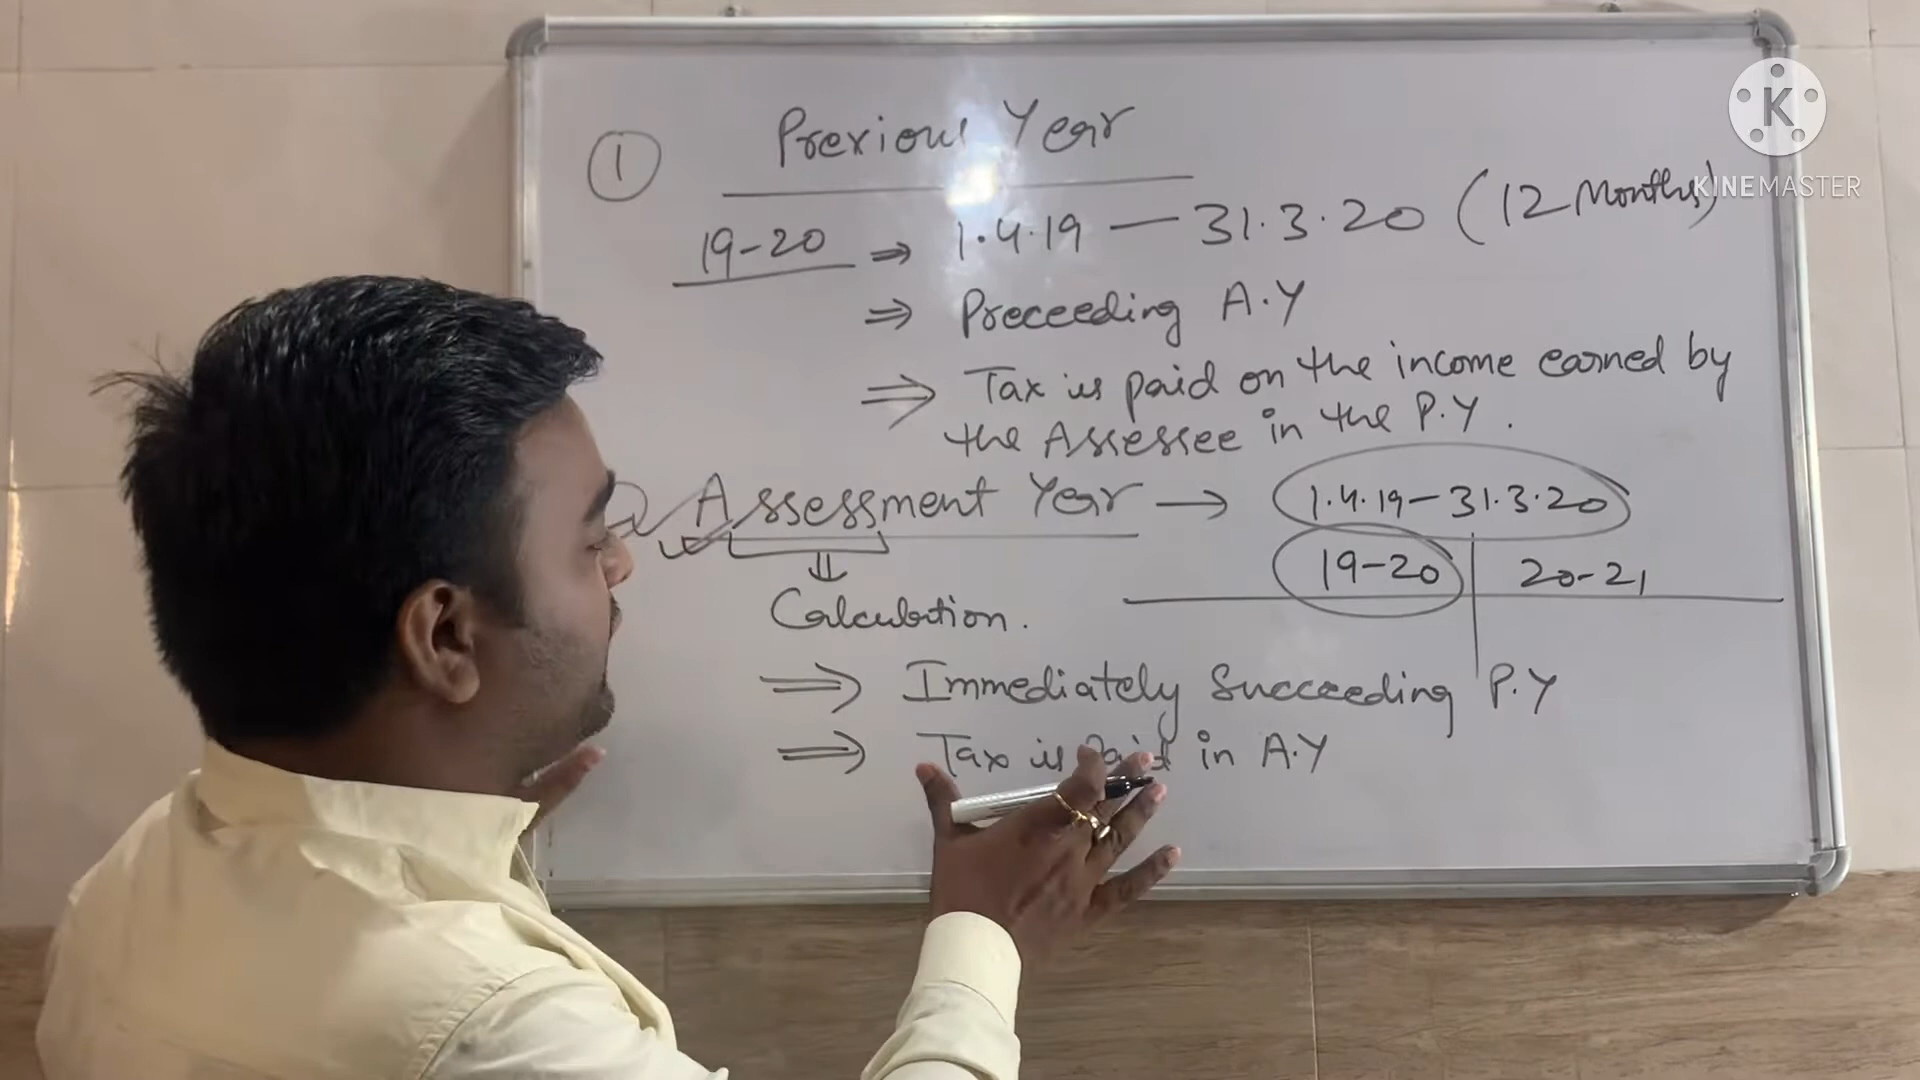 K
KINEMASTER
① Previous Year
19-20 ⇒ 1.4.19 — 31.3.20 (12 Months)
⇒ Preceeding A.Y
⇒ Tax is paid on the income earned by
the Assessee in the P.Y.
Assessment Year → 1.4.19 — 31.3.20
19-20 | 20-21
⇓
Calculation.
⇒ Immediately Succeeding P.Y
⇒ Tax is Paid in A.Y